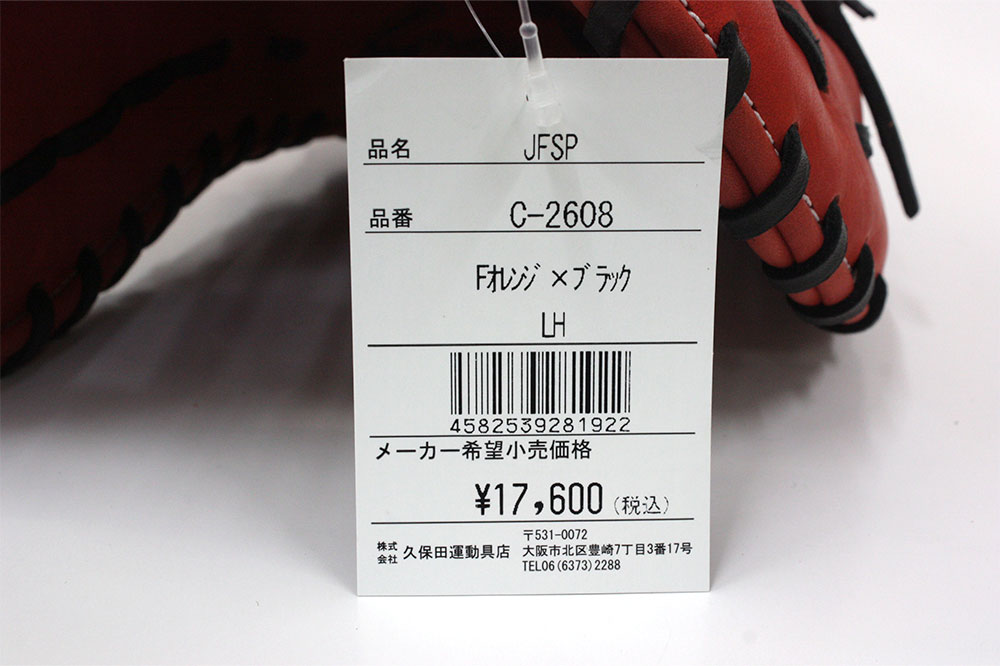 品名 JFSP
品番 C-2608
Fｵﾚﾝｼﾞ×ﾌﾞﾗｯｸ
LH
4582539281922
メーカー希望小売価格
¥17,600(税込)
株式会社 久保田運動具店
〒531-0072
大阪市北区豊崎7丁目3番17号
TEL06(6373)2288